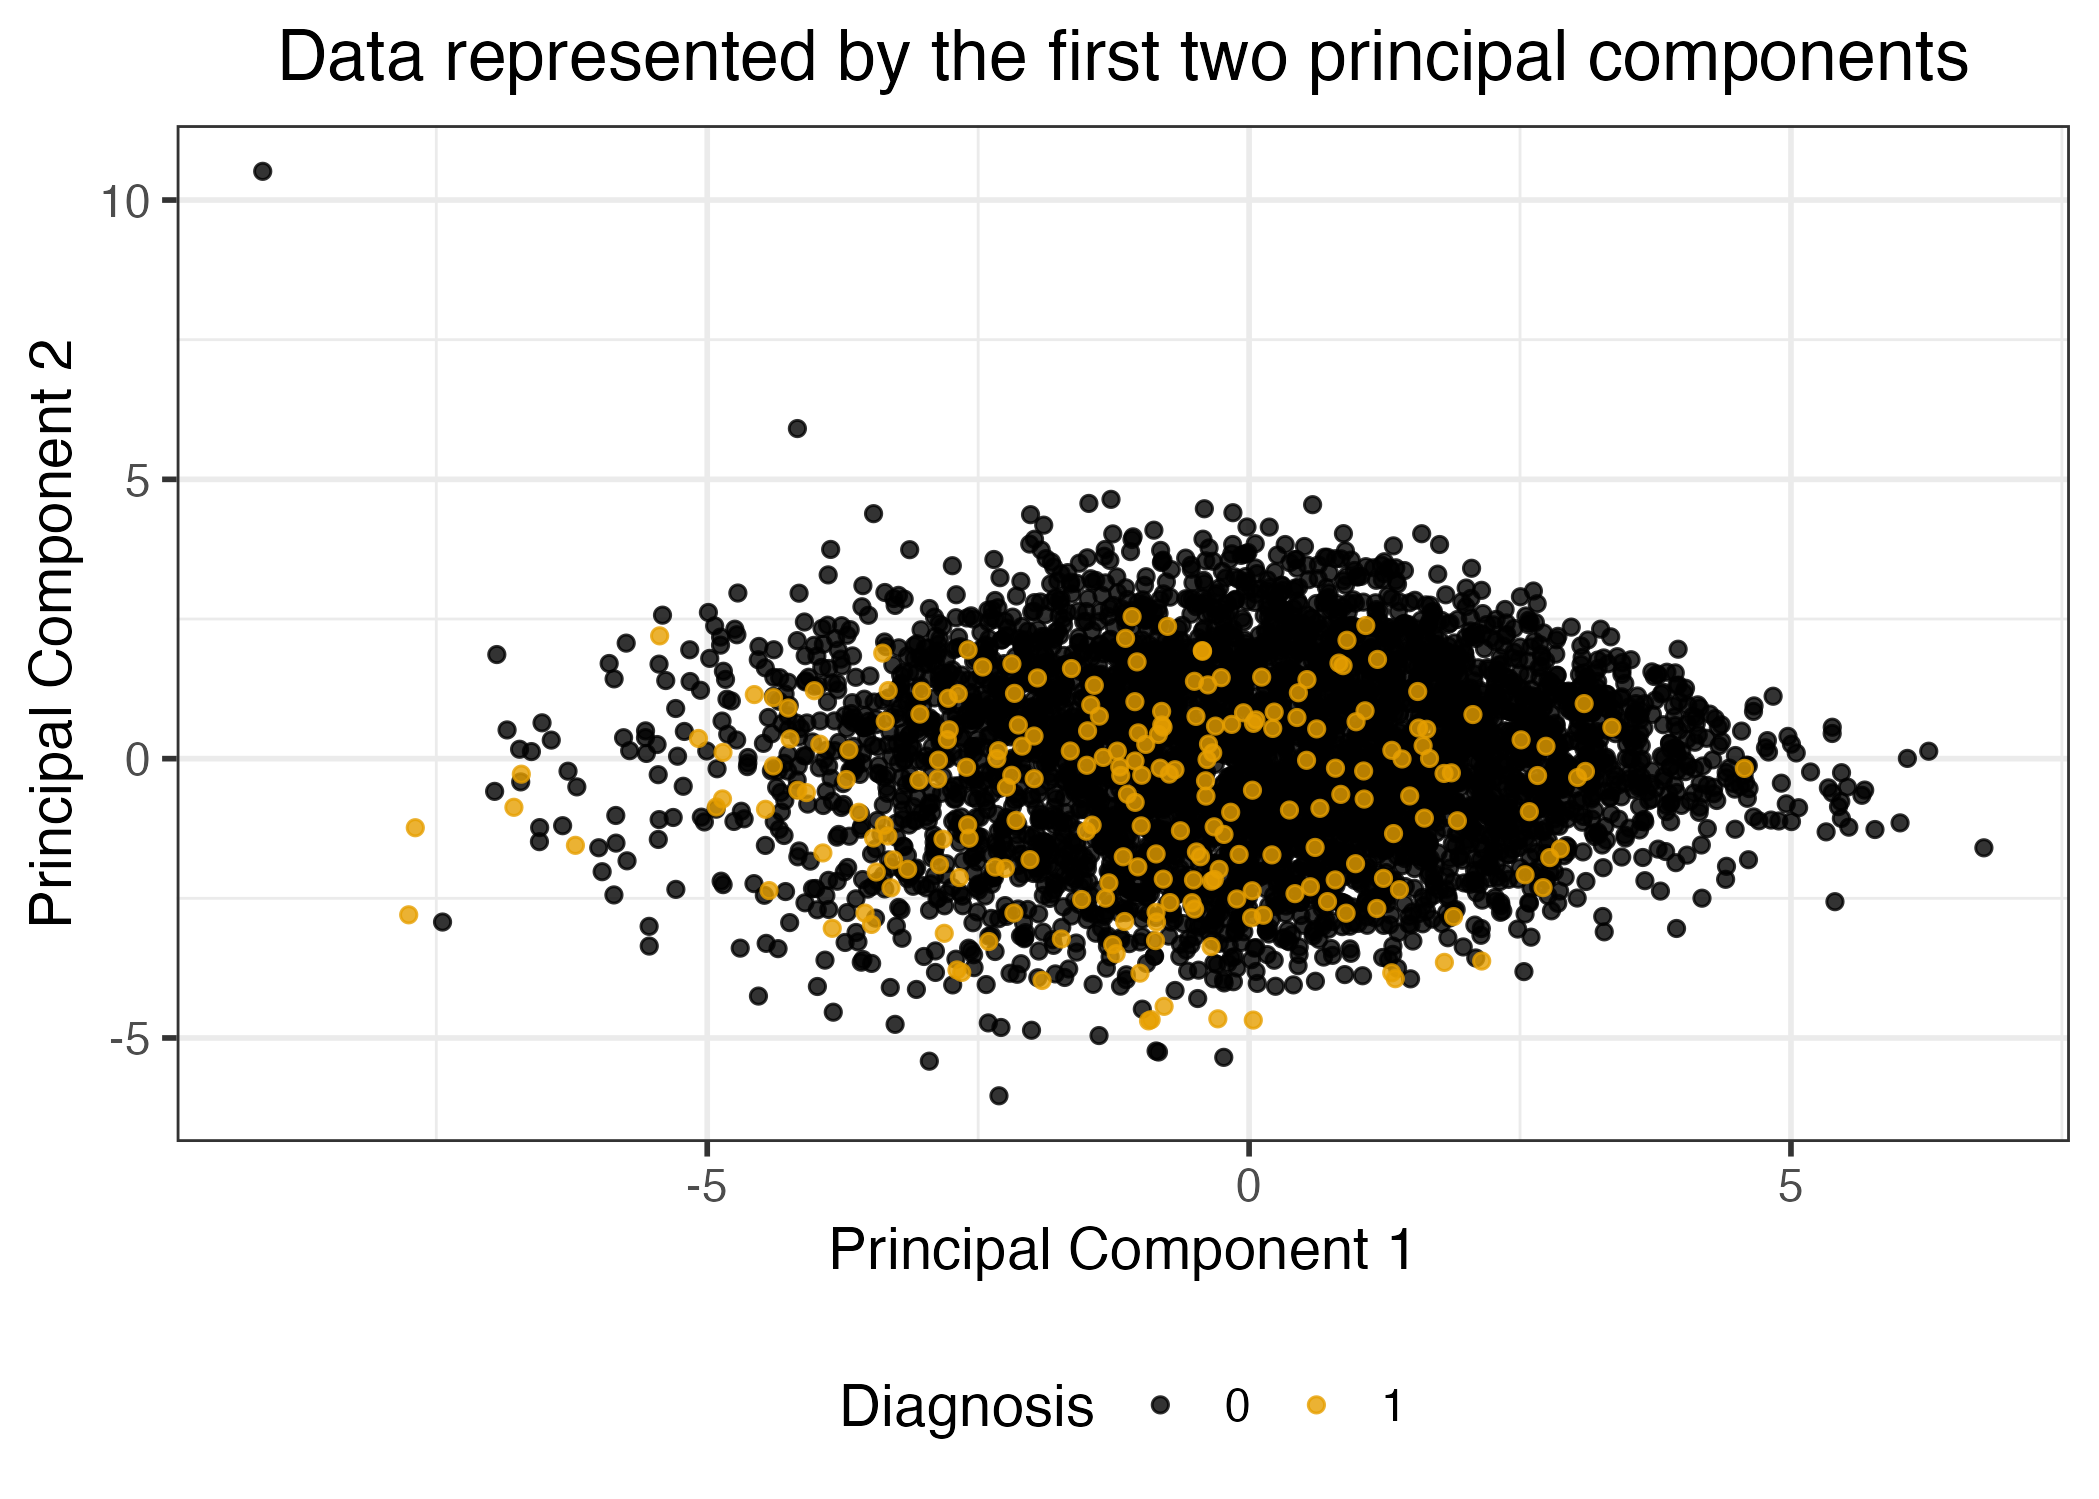 Data represented by the first two principal components
Principal Component 2
10
5
0
-5
-5 0 5
Principal Component 1
Diagnosis 0 1